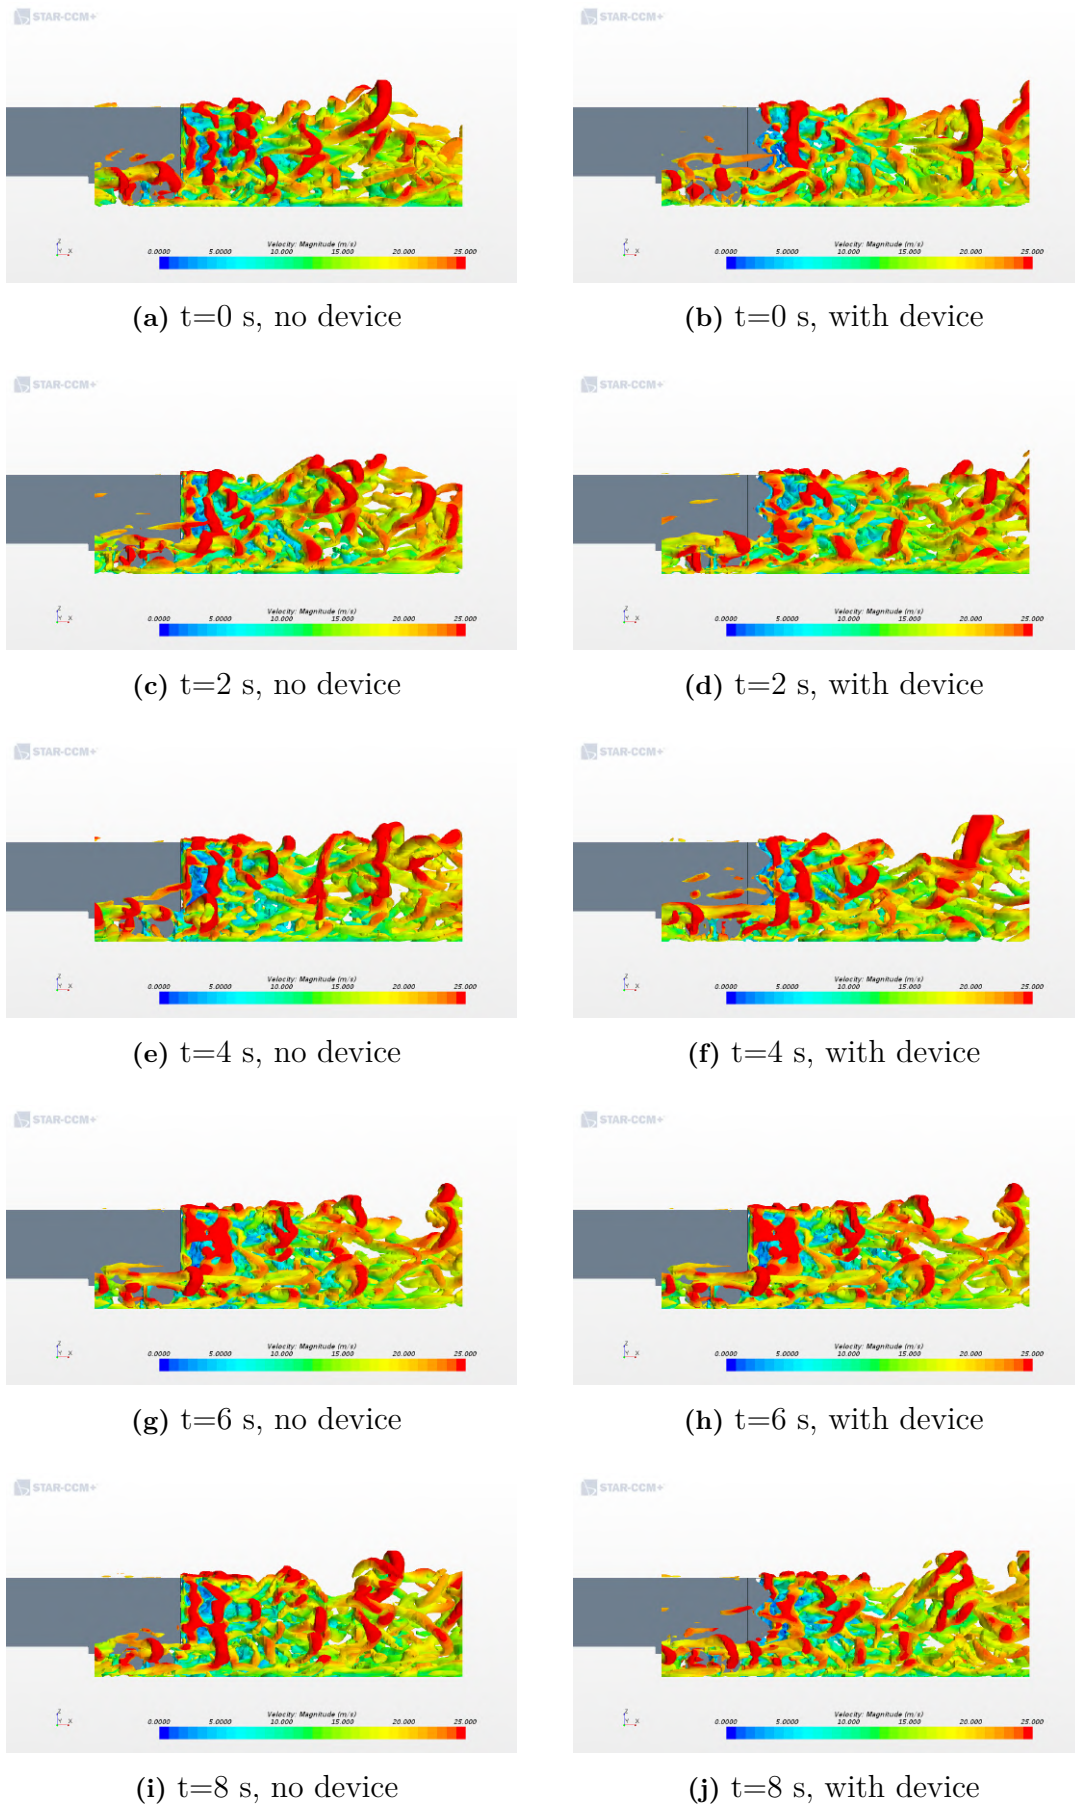 STAR-CCM+ STAR-CCM+
Z Y X Z Y X
Velocity: Magnitude (m/s) Velocity: Magnitude (m/s)
0.0000 5.0000 10.000 15.000 20.000 25.000 0.0000 5.0000 10.000 15.000 20.000 25.000
(a) t=0 s, no device (b) t=0 s, with device
STAR-CCM+ STAR-CCM+
Z Y X Z Y X
Velocity: Magnitude (m/s) Velocity: Magnitude (m/s)
0.0000 5.0000 10.000 15.000 20.000 25.000 0.0000 5.0000 10.000 15.000 20.000 25.000
(c) t=2 s, no device (d) t=2 s, with device
STAR-CCM+ STAR-CCM+
Z Y X Z Y X
Velocity: Magnitude (m/s) Velocity: Magnitude (m/s)
0.0000 5.0000 10.000 15.000 20.000 25.000 0.0000 5.0000 10.000 15.000 20.000 25.000
(e) t=4 s, no device (f) t=4 s, with device
STAR-CCM+ STAR-CCM+
Z Y X Z Y X
Velocity: Magnitude (m/s) Velocity: Magnitude (m/s)
0.0000 5.0000 10.000 15.000 20.000 25.000 0.0000 5.0000 10.000 15.000 20.000 25.000
(g) t=6 s, no device (h) t=6 s, with device
STAR-CCM+ STAR-CCM+
Z Y X Z Y X
Velocity: Magnitude (m/s) Velocity: Magnitude (m/s)
0.0000 5.0000 10.000 15.000 20.000 25.000 0.0000 5.0000 10.000 15.000 20.000 25.000
(i) t=8 s, no device (j) t=8 s, with device